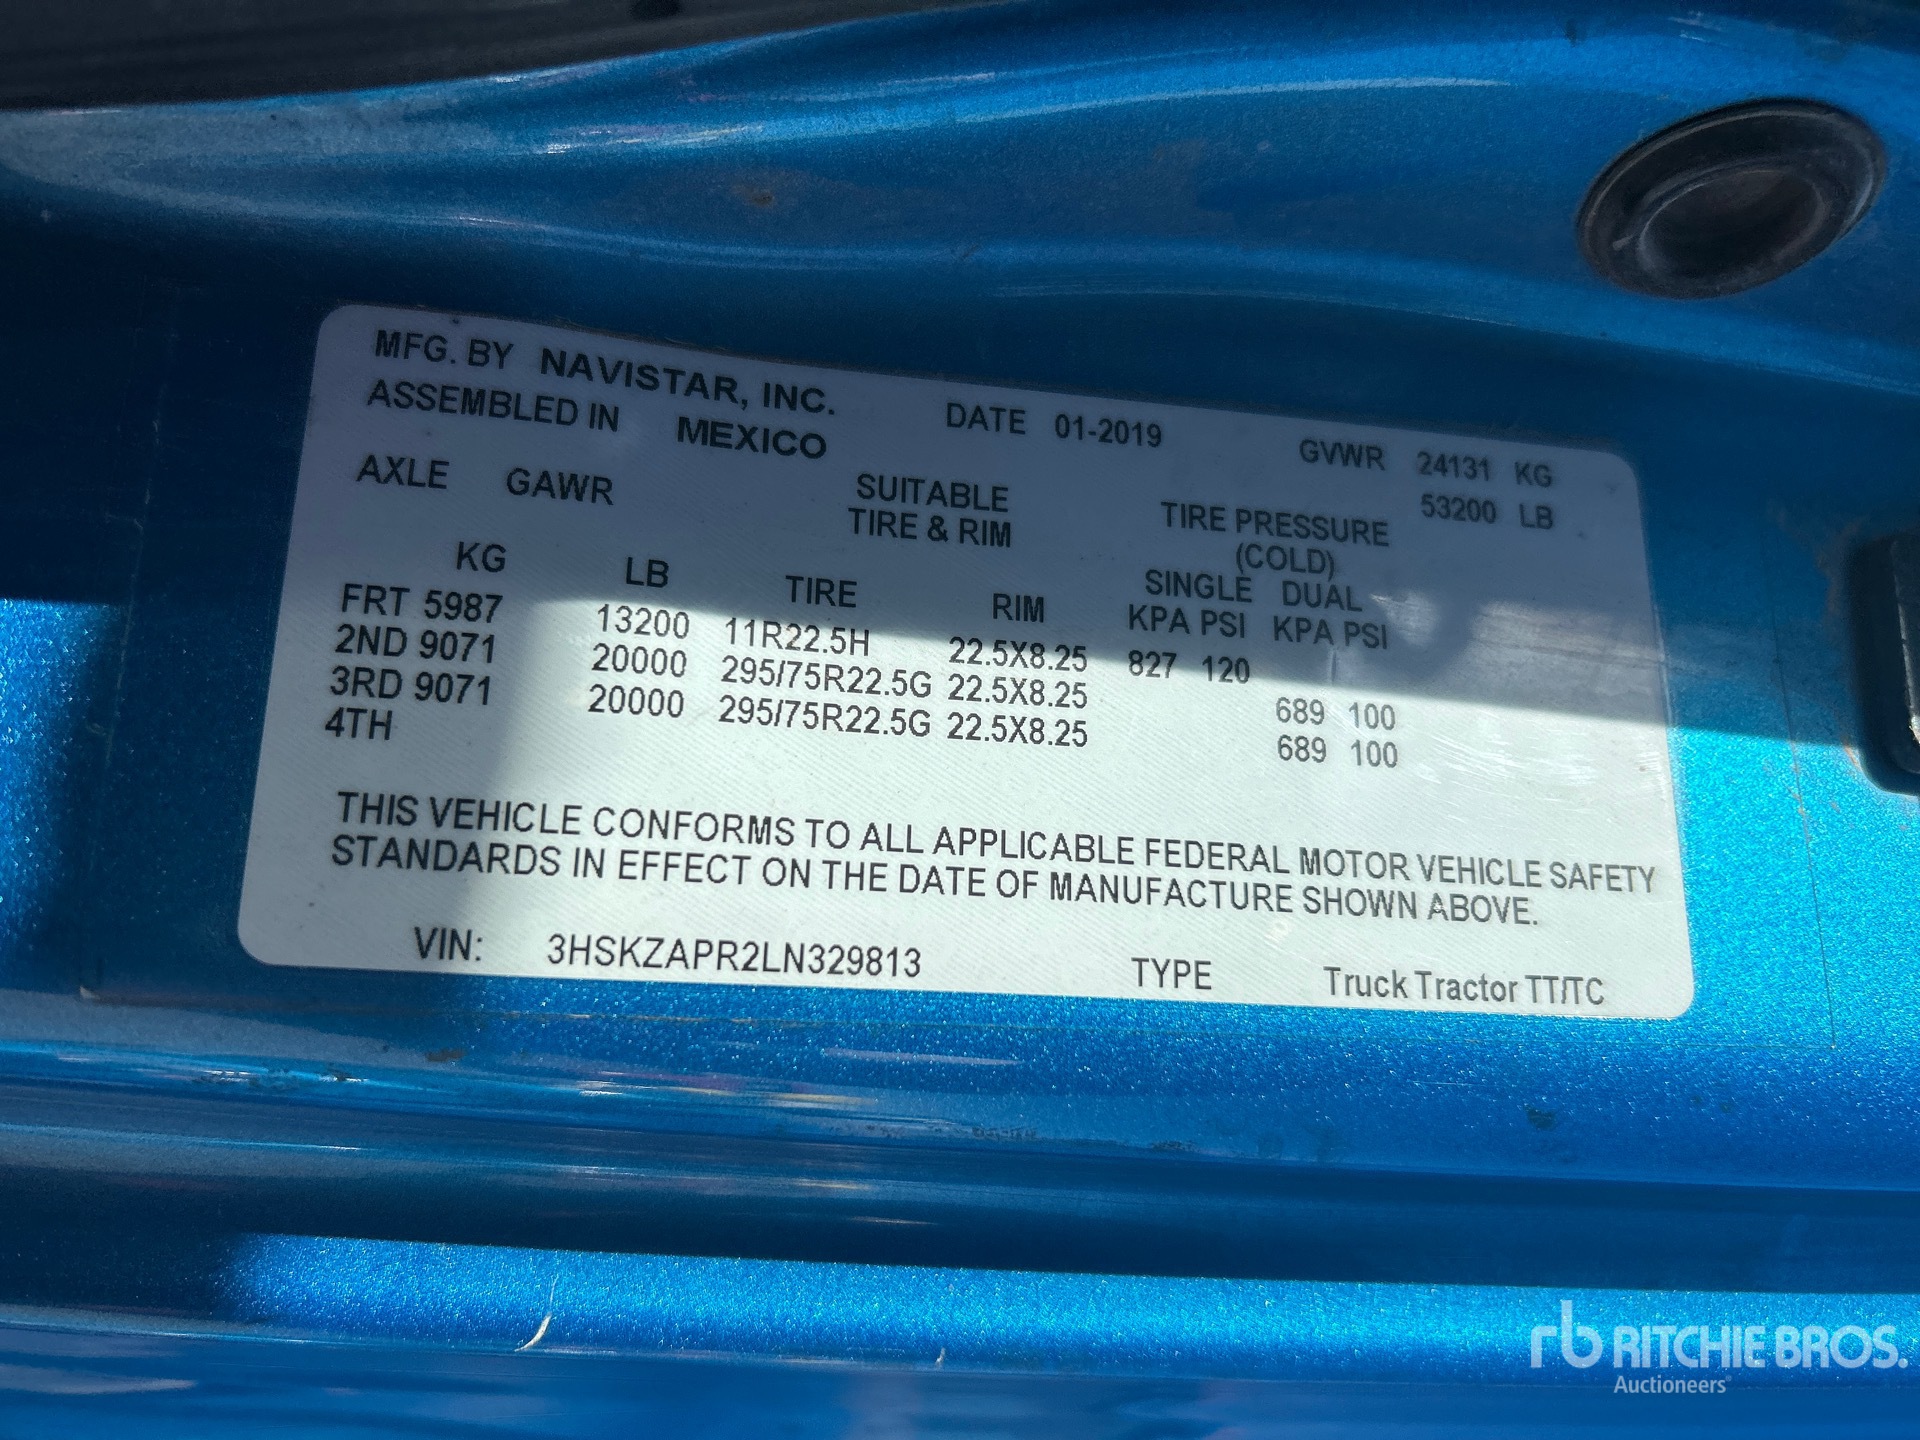 MFG. BY NAVISTAR, INC. DATE 01-2019 GVWR 24131 KG
ASSEMBLED IN MEXICO 53200 LB
AXLE GAWR SUITABLE TIRE PRESSURE
TIRE & RIM (COLD)
SINGLE DUAL
KG LB TIRE RIM KPA PSI KPA PSI
FRT 5987 13200 11R22.5H 22.5X8.25 827 120
2ND 9071 20000 295/75R22.5G 22.5X8.25 689 100
3RD 9071 20000 295/75R22.5G 22.5X8.25 689 100
4TH
THIS VEHICLE CONFORMS TO ALL APPLICABLE FEDERAL MOTOR VEHICLE SAFETY
STANDARDS IN EFFECT ON THE DATE OF MANUFACTURE SHOWN ABOVE.
VIN: 3HSKZAPR2LN329813 TYPE Truck Tractor TT/TC
rb RITCHIE BROS.
Auctioneers